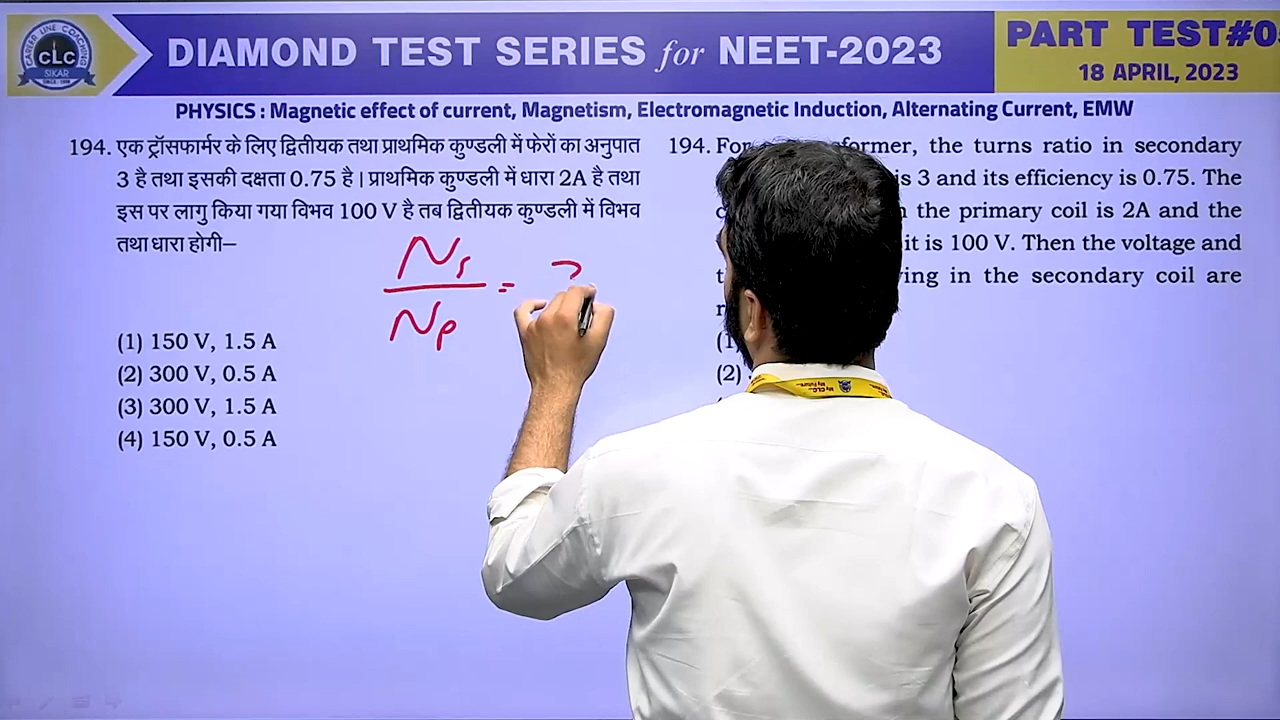 CAREER LINE COACHING
CLC
SIKAR
DIAMOND TEST SERIES for NEET-2023
PART TEST#0
18 APRIL, 2023
PHYSICS : Magnetic effect of current, Magnetism, Electromagnetic Induction, Alternating Current, EMW
194. एक ट्रॉसफार्मर के लिए द्वितीयक तथा प्राथमिक कुण्डली में फेरों का अनुपात
3 है तथा इसकी दक्षता 0.75 है। प्राथमिक कुण्डली में धारा 2A है तथा
इस पर लागु किया गया विभव 100 V है तब द्वितीयक कुण्डली में विभव
तथा धारा होगी–
(1) 150 V, 1.5 A
(2) 300 V, 0.5 A
(3) 300 V, 1.5 A
(4) 150 V, 0.5 A
Ns
Np
=
194. For former, the turns ratio in secondary
is 3 and its efficiency is 0.75. The
the primary coil is 2A and the
it is 100 V. Then the voltage and
in the secondary coil are
(2)